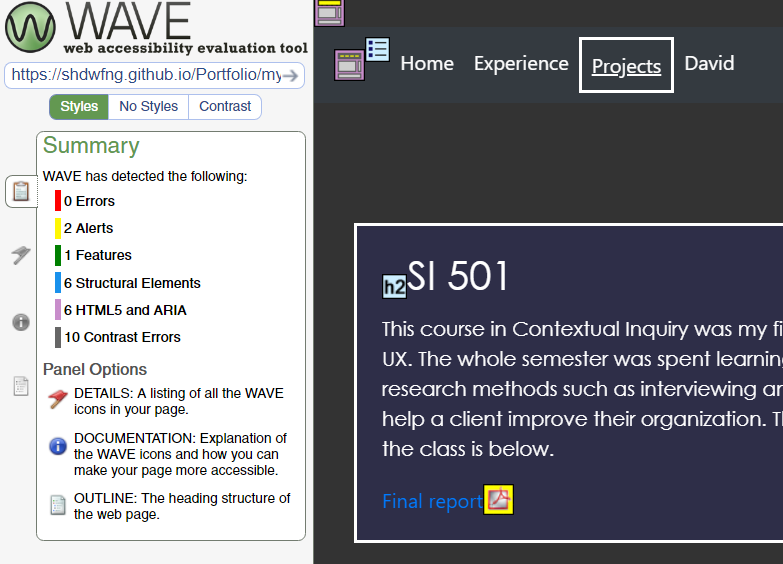 WAVE
web accessibility evaluation tool
https://shdwfng.github.io/Portfolio/my
Styles No Styles Contrast
Summary
WAVE has detected the following:
0 Errors
2 Alerts
1 Features
6 Structural Elements
6 HTML5 and ARIA
10 Contrast Errors
Panel Options
DETAILS: A listing of all the WAVE
icons in your page.
DOCUMENTATION: Explanation of
the WAVE icons and how you can
make your page more accessible.
OUTLINE: The heading structure of
the web page.
Home Experience Projects David
h2 SI 501
This course in Contextual Inquiry was my fi
UX. The whole semester was spent learning
research methods such as interviewing an
help a client improve their organization. Th
the class is below.
Final report